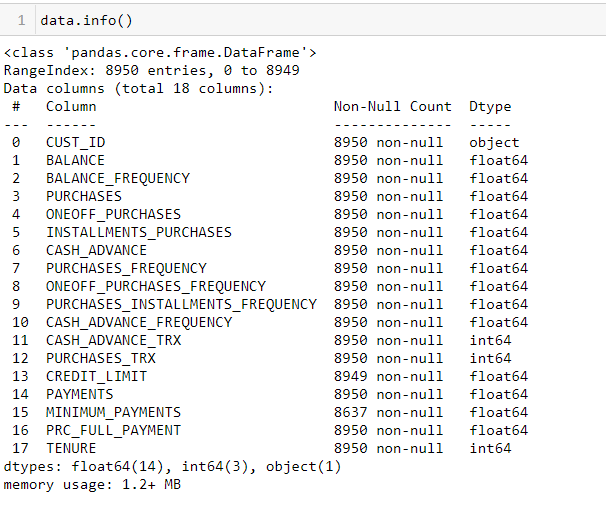 1 data.info()
<class 'pandas.core.frame.DataFrame'>
RangeIndex: 8950 entries, 0 to 8949
Data columns (total 18 columns):
 #   Column                            Non-Null Count  Dtype
---  ------                            --------------  -----
 0   CUST_ID                           8950 non-null   object
 1   BALANCE                           8950 non-null   float64
 2   BALANCE_FREQUENCY                 8950 non-null   float64
 3   PURCHASES                         8950 non-null   float64
 4   ONEOFF_PURCHASES                  8950 non-null   float64
 5   INSTALLMENTS_PURCHASES            8950 non-null   float64
 6   CASH_ADVANCE                      8950 non-null   float64
 7   PURCHASES_FREQUENCY               8950 non-null   float64
 8   ONEOFF_PURCHASES_FREQUENCY        8950 non-null   float64
 9   PURCHASES_INSTALLMENTS_FREQUENCY  8950 non-null   float64
 10  CASH_ADVANCE_FREQUENCY            8950 non-null   float64
 11  CASH_ADVANCE_TRX                  8950 non-null   int64
 12  PURCHASES_TRX                     8950 non-null   int64
 13  CREDIT_LIMIT                      8949 non-null   float64
 14  PAYMENTS                          8950 non-null   float64
 15  MINIMUM_PAYMENTS                  8637 non-null   float64
 16  PRC_FULL_PAYMENT                  8950 non-null   float64
 17  TENURE                            8950 non-null   int64
dtypes: float64(14), int64(3), object(1)
memory usage: 1.2+ MB